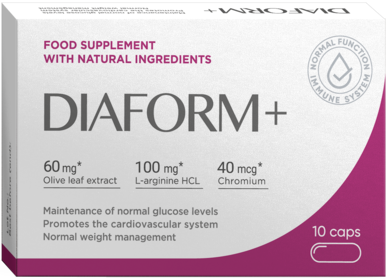 FOOD SUPPLEMENT
WITH NATURAL INGREDIENTS
NORMAL FUNCTION
IMMUNE SYSTEM
DIAFORM+
60 mg* 100 mg* 40 mcg*
Olive leaf extract L-arginine HCL Chromium
Maintenance of normal glucose levels
Promotes the cardiovascular system
Normal weight management
10 caps